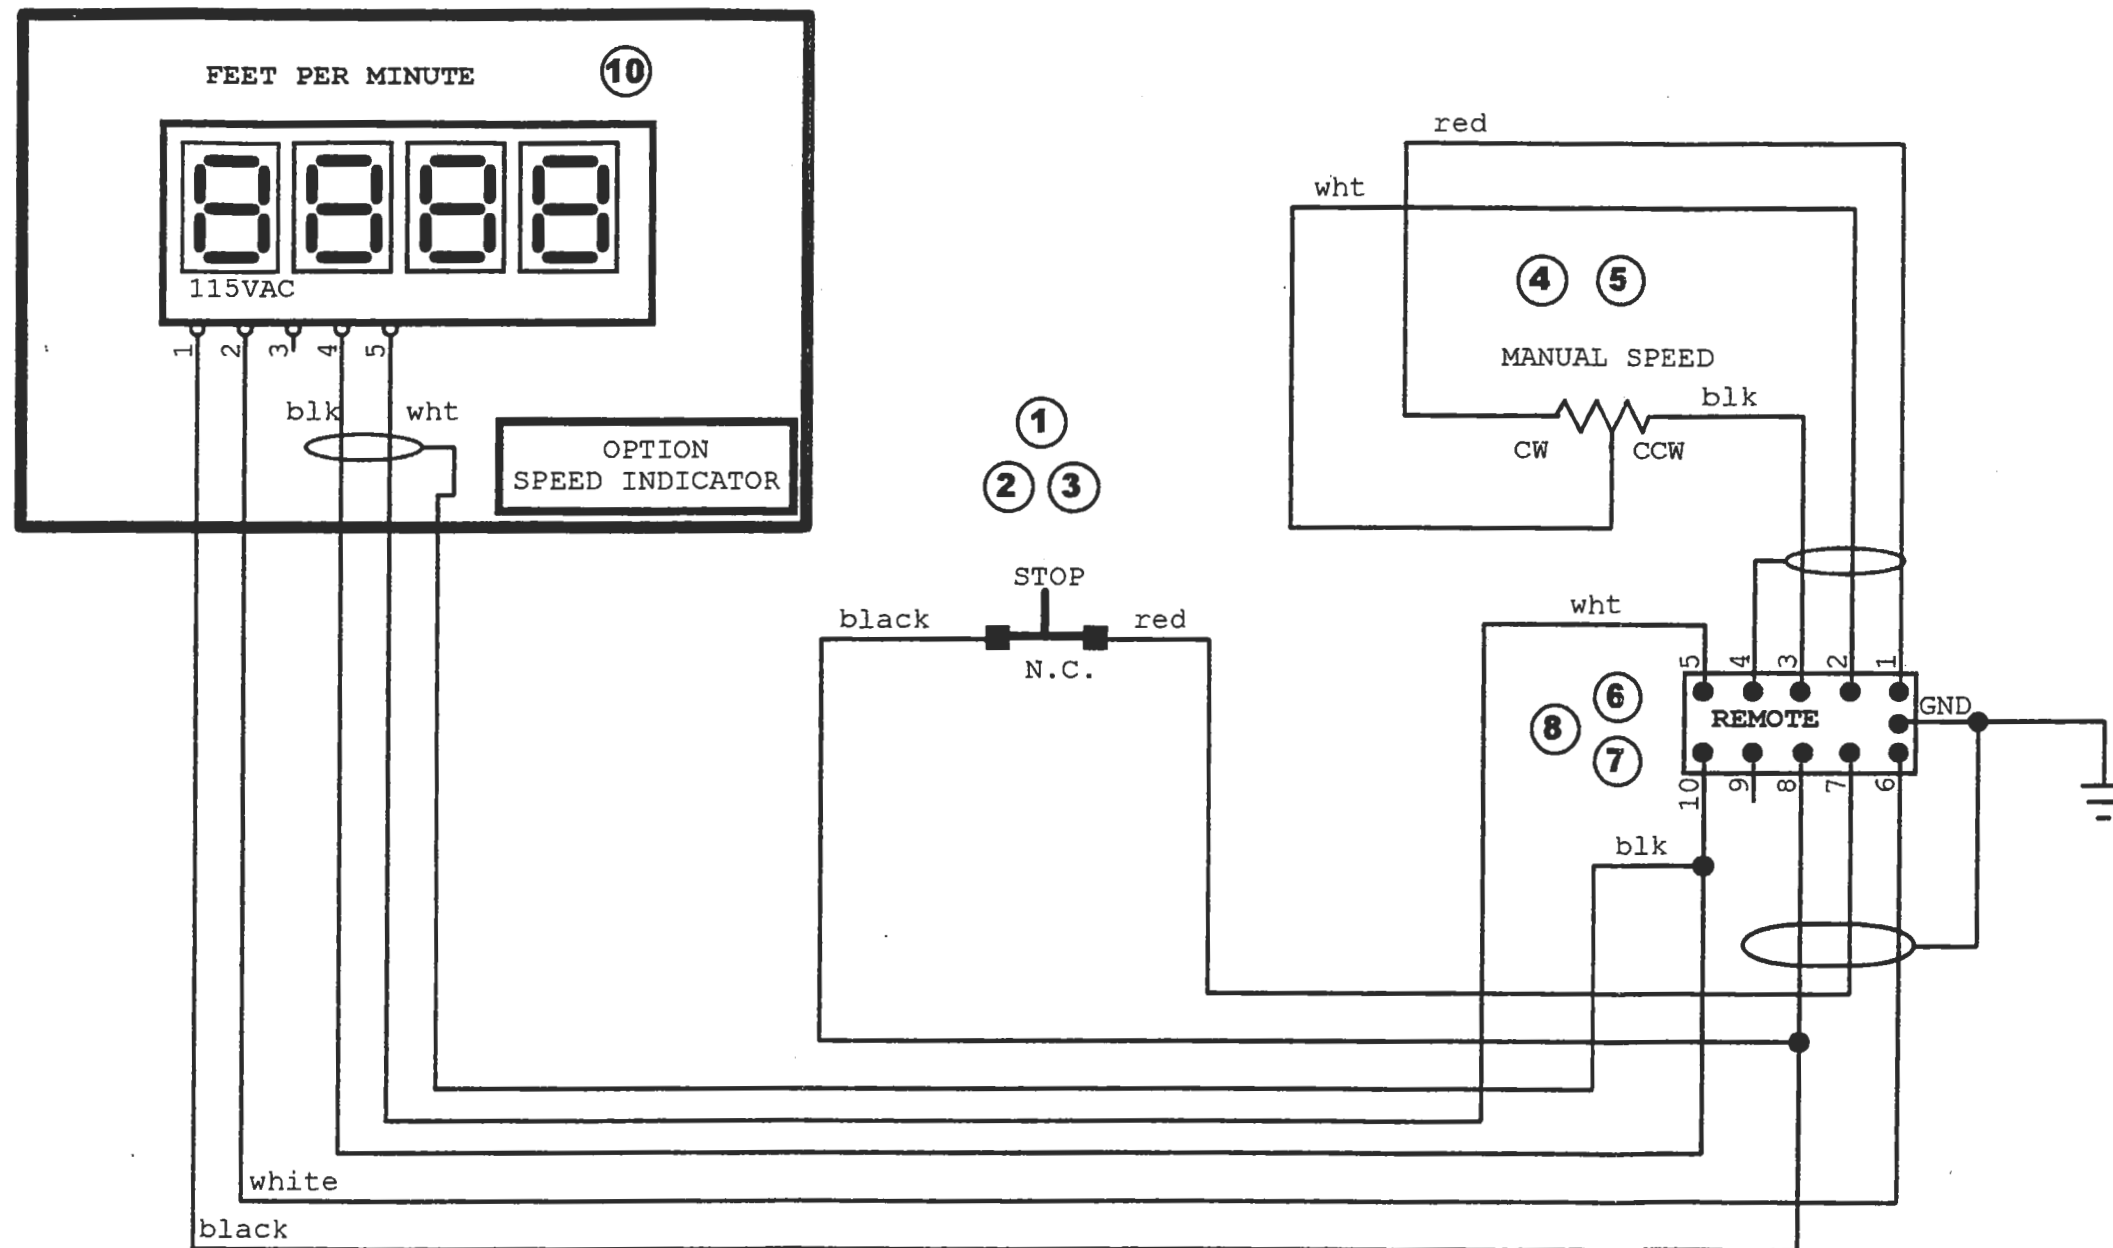 FEET PER MINUTE
10
115VAC
1 2 3 4 5
blk wht
OPTION
SPEED INDICATOR
1
2 3
STOP
black red
N.C.
red
wht
4 5
MANUAL SPEED
blk
CW CCW
wht
5 4 3 2 1
6
8
7
REMOTE
GND
10 9 8 7 6
blk
white
black